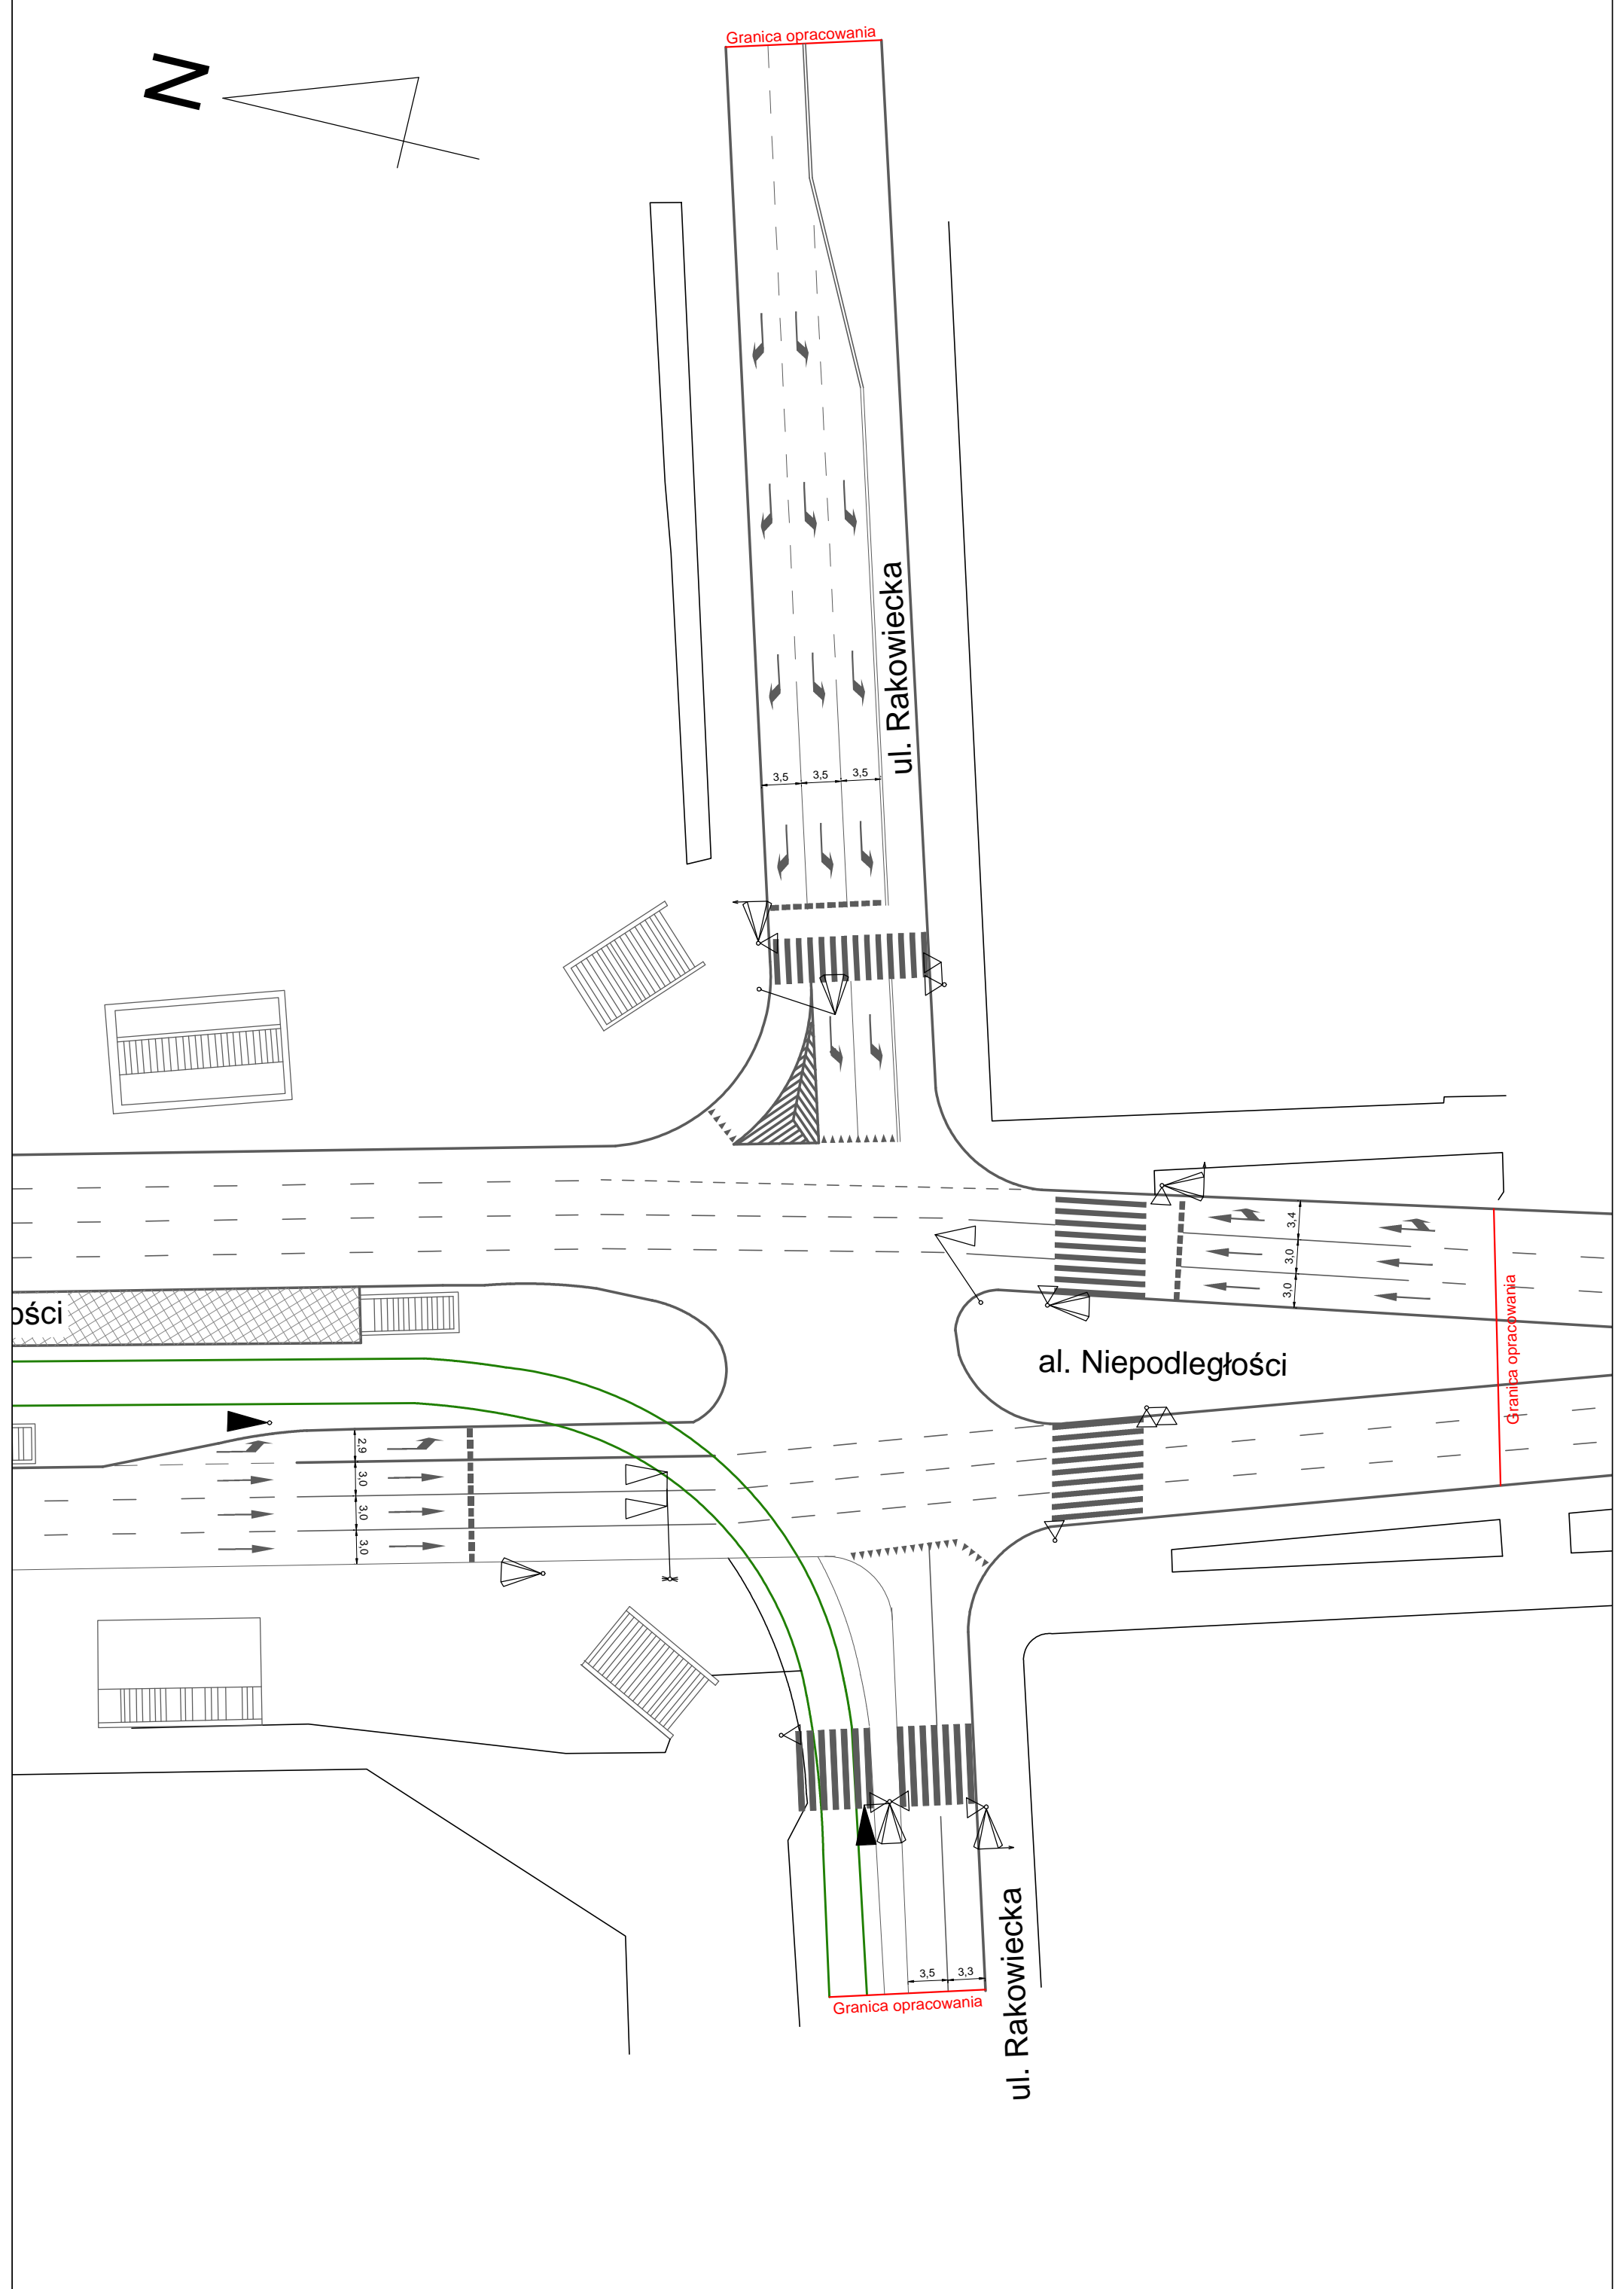 Granica opracowania
N
ul. Rakowiecka
3,5 3,5 3,5
3,4
3,0
3,0
Granica opracowania
ości
al. Niepodległości
2,9
3,0
3,0
3,0
3,5 3,3
Granica opracowania
ul. Rakowiecka